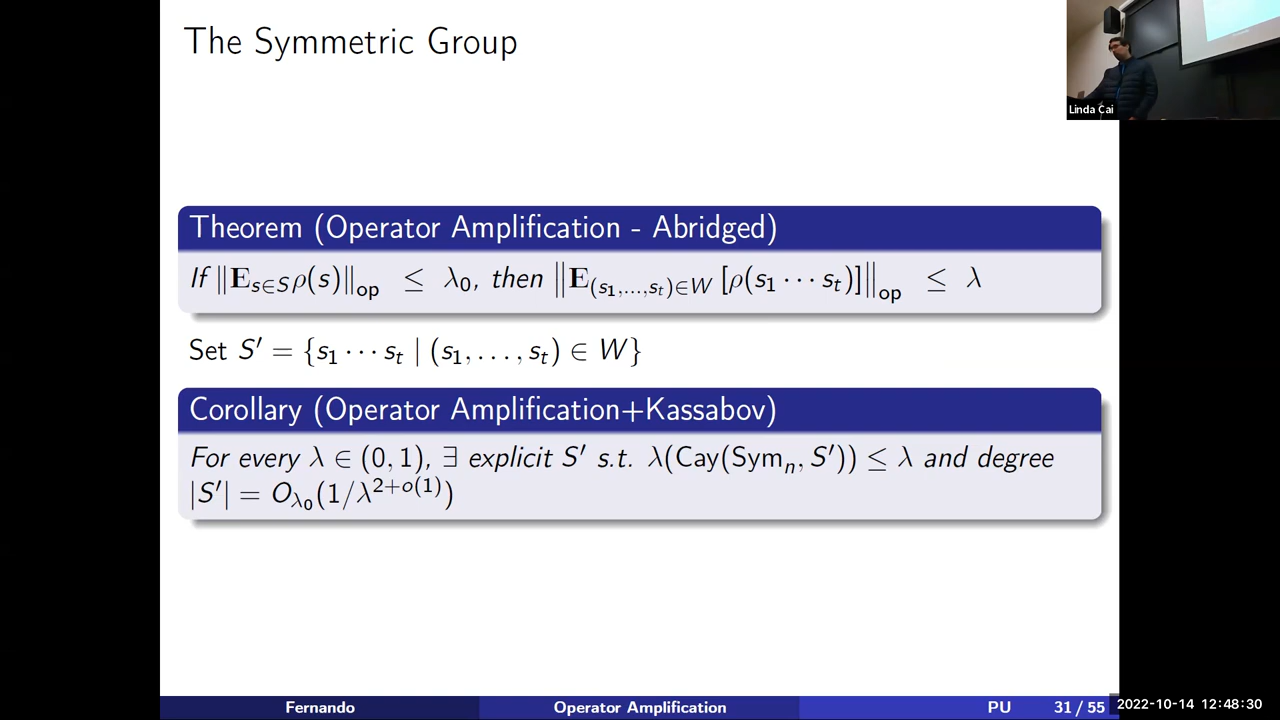 The Symmetric Group
Linda Cai
Theorem (Operator Amplification - Abridged)
If ‖E_{s∈S} ρ(s)‖_op ≤ λ₀, then ‖E_{(s₁,...,s_t)∈W} [ρ(s₁ ⋯ s_t)]‖_op ≤ λ
Set S′ = {s₁ ⋯ s_t | (s₁, . . . , s_t) ∈ W}
Corollary (Operator Amplification+Kassabov)
For every λ ∈ (0, 1), ∃ explicit S′ s.t. λ(Cay(Sym_n, S′)) ≤ λ and degree
|S′| = O_{λ₀}(1/λ^{2+o(1)})
Fernando Operator Amplification PU 31 / 55
2022-10-14 12:48:30